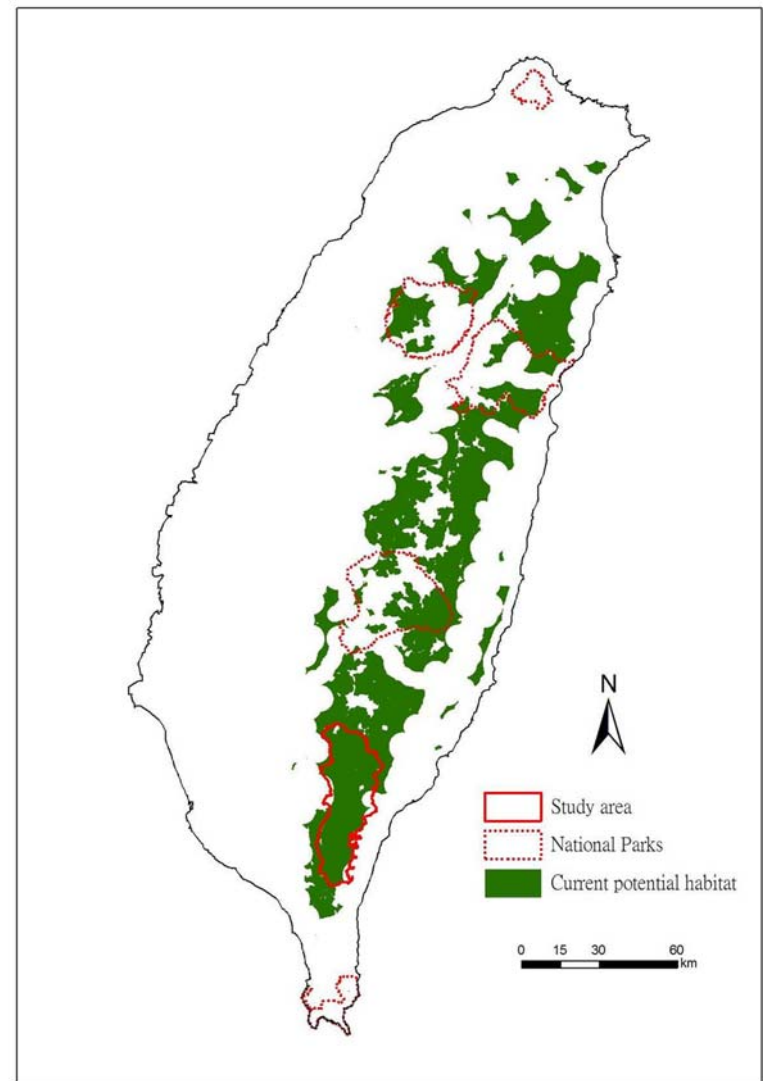 N
Study area
National Parks
Current potential habitat
0 15 30 60
km